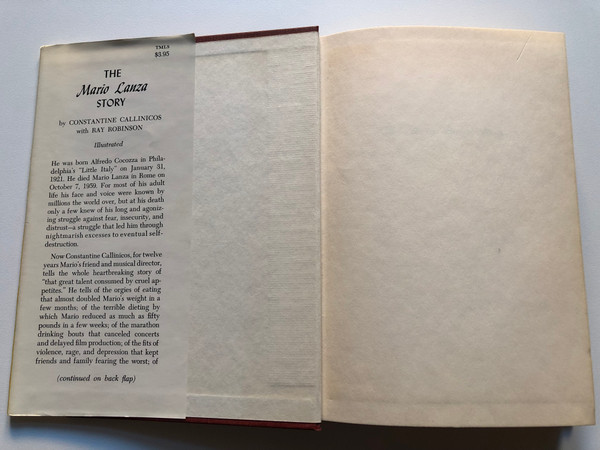 TMLS
$3.95
THE
Mario Lanza
STORY
by CONSTANTINE CALLINICOS
with RAY ROBINSON
Illustrated
He was born Alfredo Cocozza in Phila-
delphia's "Little Italy" on January 31,
1921. He died Mario Lanza in Rome on
October 7, 1959. For most of his adult
life his face and voice were known by
millions the world over, but at his death
only a few knew of his long and agoniz-
ing struggle against fear, insecurity, and
distrust—a struggle that led him through
nightmarish excesses to eventual self-
destruction.
Now Constantine Callinicos, for twelve
years Mario's friend and musical director,
tells the whole heartbreaking story of
"that great talent consumed by cruel ap-
petites." He tells of the orgies of eating
that almost doubled Mario's weight in a
few months; of the terrible dieting by
which Mario reduced as much as fifty
pounds in a few weeks; of the marathon
drinking bouts that canceled concerts
and delayed film production; of the fits of
violence, rage, and depression that kept
friends and family fearing the worst; of
(continued on back flap)